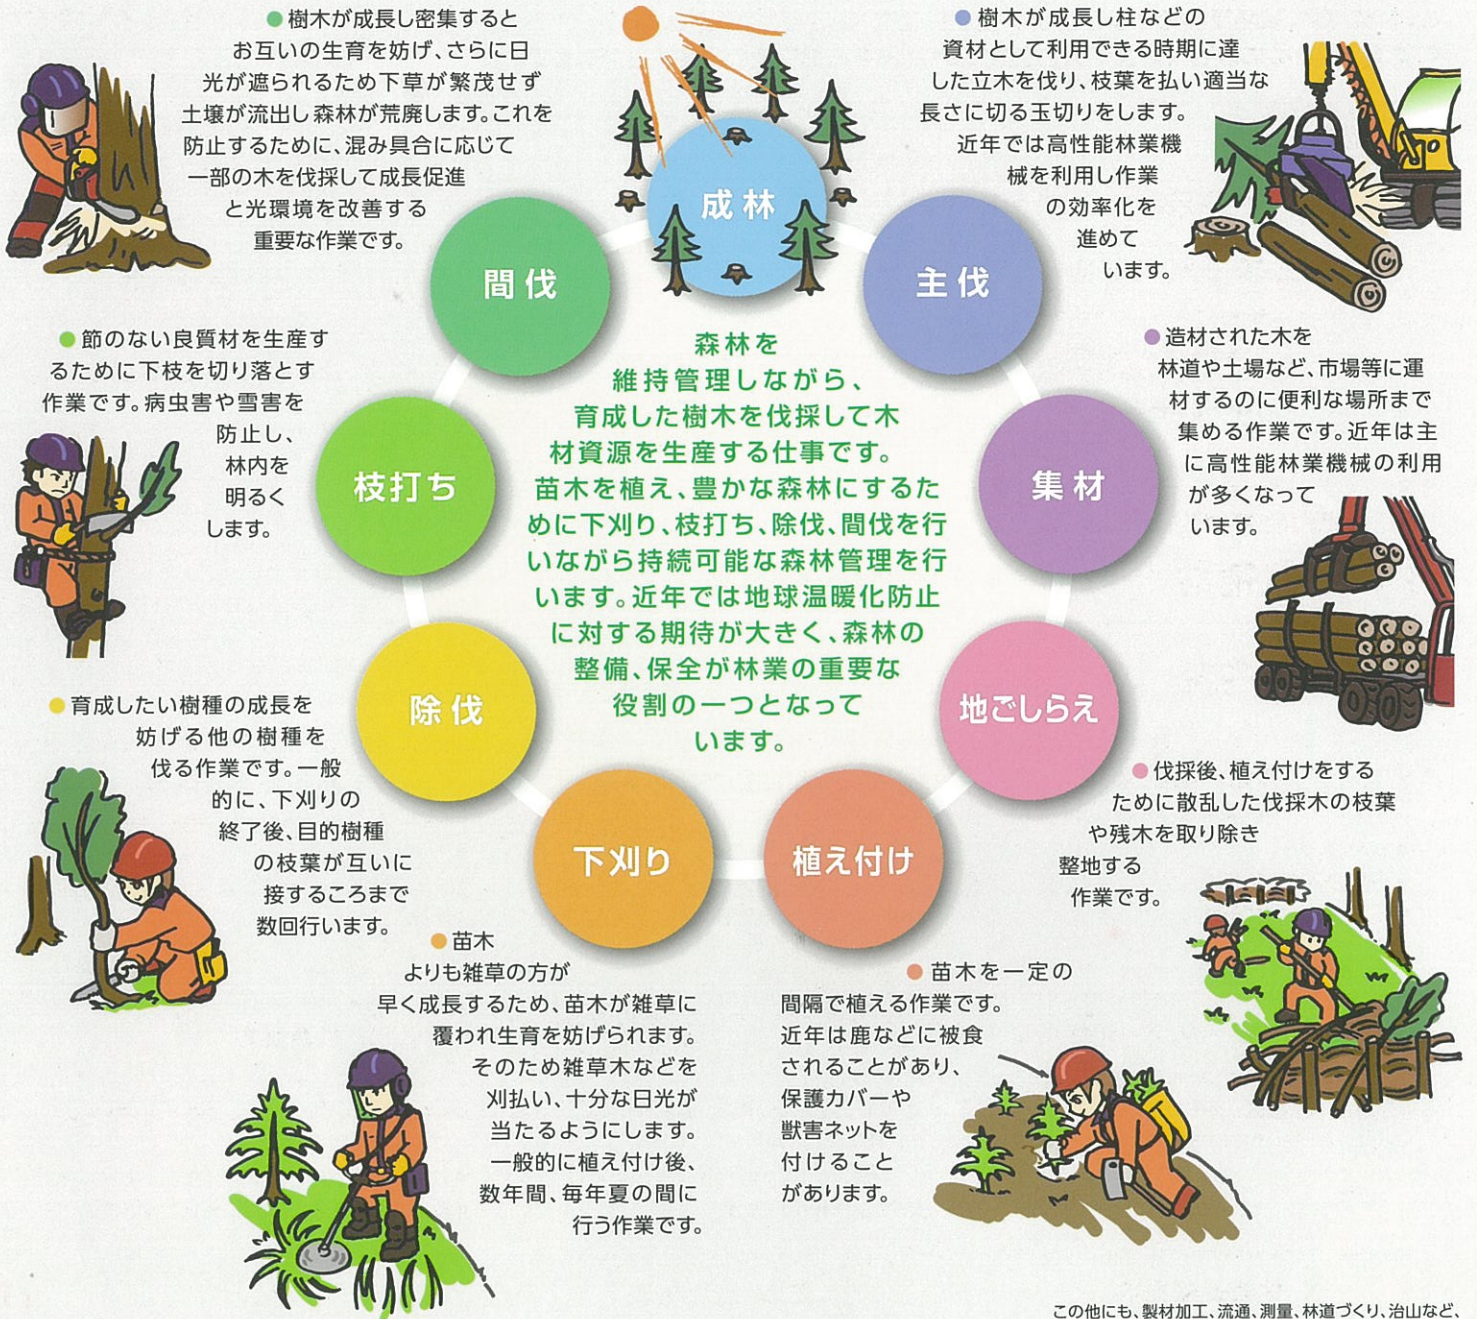 ●樹木が成長し密集すると
お互いの生育を妨げ、さらに日
光が遮られるため下草が繁茂せず
土壌が流出し森林が荒廃します。これを
防止するために、混み具合に応じて
一部の木を伐採して成長促進
と光環境を改善する
重要な作業です。
●樹木が成長し柱などの
資材として利用できる時期に達
した立木を伐り、枝葉を払い適当な
長さに切る玉切りをします。
近年では高性能林業機
械を利用し作業
の効率化を
進めて
います。
成林
間伐
主伐
●節のない良質材を生産す
るために下枝を切り落とす
作業です。病虫害や雪害を
防止し、
林内を
明るく
します。
枝打ち
森林を
維持管理しながら、
育成した樹木を伐採して木
材資源を生産する仕事です。
苗木を植え、豊かな森林にするた
めに下刈り、枝打ち、除伐、間伐を行
いながら持続可能な森林管理を行
います。近年では地球温暖化防止
に対する期待が大きく、森林の
整備、保全が林業の重要な
役割の一つとなって
います。
集材
●造材された木を
林道や土場など、市場等に運
材するのに便利な場所まで
集める作業です。近年は主
に高性能林業機械の利用
が多くなって
います。
除伐
地ごしらえ
●育成したい樹種の成長を
妨げる他の樹種を
伐る作業です。一般
的に、下刈りの
終了後、目的樹種
の枝葉が互いに
接するころまで
数回行います。
●伐採後、植え付けをする
ために散乱した伐採木の枝葉
や残木を取り除き
整地する
作業です。
下刈り
植え付け
●苗木
よりも雑草の方が
早く成長するため、苗木が雑草に
覆われ生育を妨げられます。
そのため雑草木などを
刈払い、十分な日光が
当たるようにします。
一般的に植え付け後、
数年間、毎年夏の間に
行う作業です。
●苗木を一定の
間隔で植える作業です。
近年は鹿などに被食
されることがあり、
保護カバーや
獣害ネットを
付けること
があります。
この他にも、製材加工、流通、測量、林道づくり、治山など、